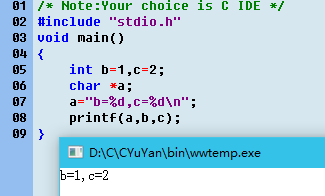 01 /* Note:Your choice is C IDE */
02 #include "stdio.h"
03 void main()
04 {
05 int b=1,c=2;
06 char *a;
07 a="b=%d,c=%d\n";
08 printf(a,b,c);
09 }
D:\C\CYuYan\bin\wwtemp.exe
b=1,c=2